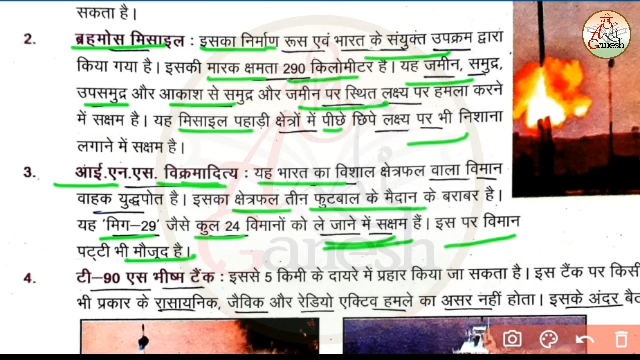 सकता है।
2. ब्रहमोस मिसाइल : इसका निर्माण रूस एवं भारत के संयुक्त उपक्रम द्वारा
किया गया है। इसकी मारक क्षमता 290 किलोमीटर है। यह जमीन, समुद्र,
उपसमुद्र और आकाश से समुद्र और जमीन पर स्थित लक्ष्य पर हमला करने
में सक्षम है। यह मिसाइल पहाड़ी क्षेत्रों में पीछे छिपे लक्ष्य पर भी निशाना
लगाने में सक्षम है।
3. आई.एन.एस. विक्रमादित्य : यह भारत का विशाल क्षेत्रफल वाला विमान
वाहक युद्धपोत है। इसका क्षेत्रफल तीन फुटबाल के मैदान के बराबर है।
यह 'मिग–29' जैसे कुल 24 विमानों को ले जाने में सक्षम हैं। इस पर विमान
पट्टी भी मौजूद है।
4. टी–90 एस भीष्म टैंक : इससे 5 किमी के दायरे में प्रहार किया जा सकता है। इस टैंक पर किसी
भी प्रकार के रासायनिक, जैविक और रेडियो एक्टिव हमले का असर नहीं होता। इसके अंदर
Ganesh
Ganesh